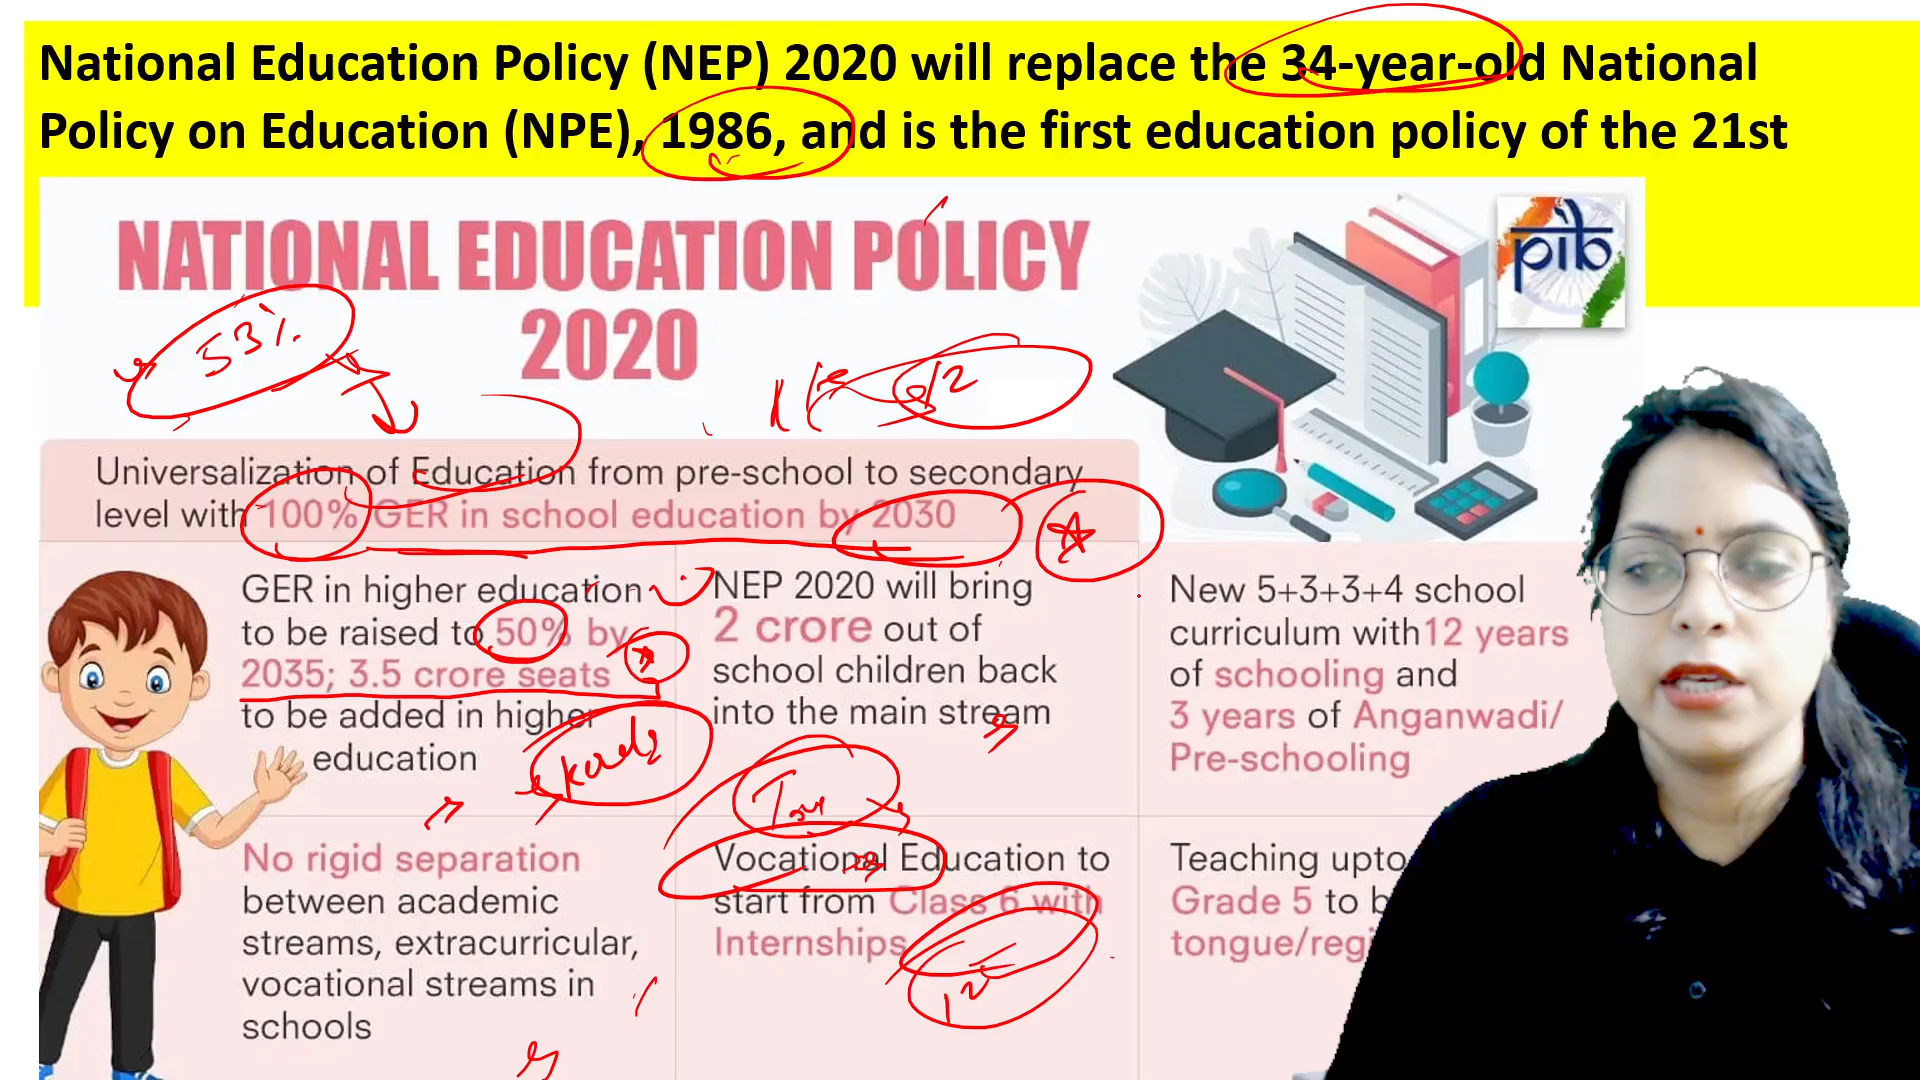 National Education Policy (NEP) 2020 will replace the 34-year-old National
Policy on Education (NPE), 1986, and is the first education policy of the 21st
NATIONAL EDUCATION POLICY
2020
pib
53%
12
Universalization of Education from pre-school to secondary
level with 100% GER in school education by 2030
GER in higher education
to be raised to 50% by
2035; 3.5 crore seats
to be added in higher
education
NEP 2020 will bring
2 crore out of
school children back
into the main stream
New 5+3+3+4 school
curriculum with 12 years
of schooling and
3 years of Anganwadi/
Pre-schooling
No rigid separation
between academic
streams, extracurricular,
vocational streams in
schools
Vocational Education to
start from Class 6 with
Internships
Teaching upto
Grade 5 to b
tongue/regi